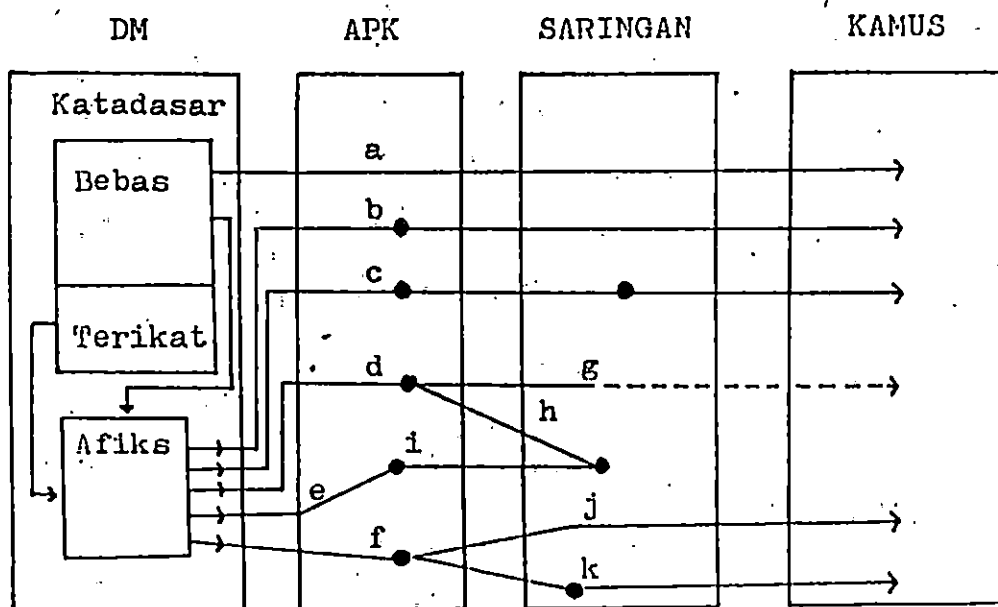 DM APK SARINGAN KAMUS
Katadasar
a
Bebas
b
c
Terikat
d g
h
Afiks
i
e
j
f
k